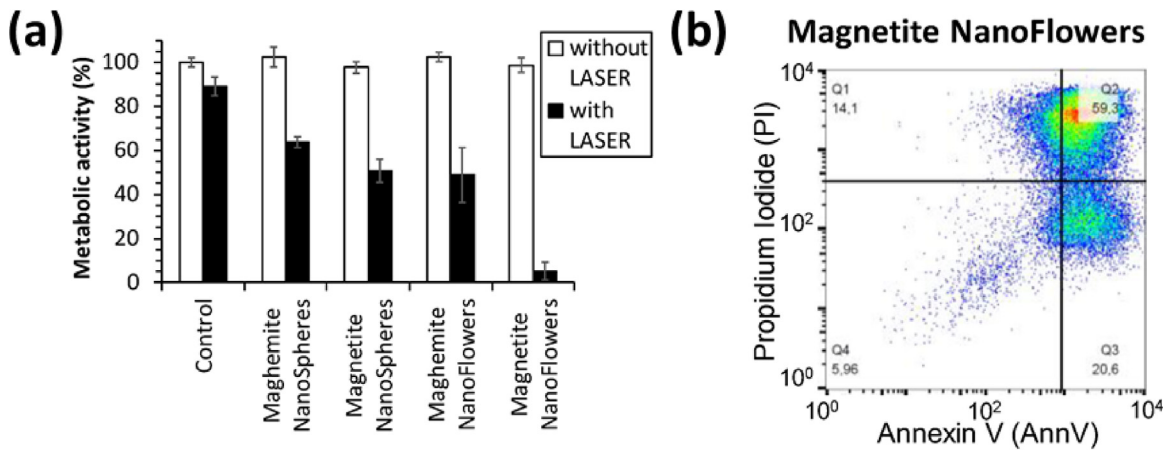 (a)
Metabolic activity (%)
100
80
60
40
20
0
without
LASER
with
LASER
Control
Maghemite
NanoSpheres
Magnetite
NanoSpheres
Maghemite
NanoFlowers
Magnetite
NanoFlowers
(b)
Magnetite NanoFlowers
Propidium Iodide (PI)
10⁴
10²
10⁰
Q1
14,1
Q2
59,3
Q4
5,96
Q3
20,6
10⁰ 10² 10⁴
Annexin V (AnnV)